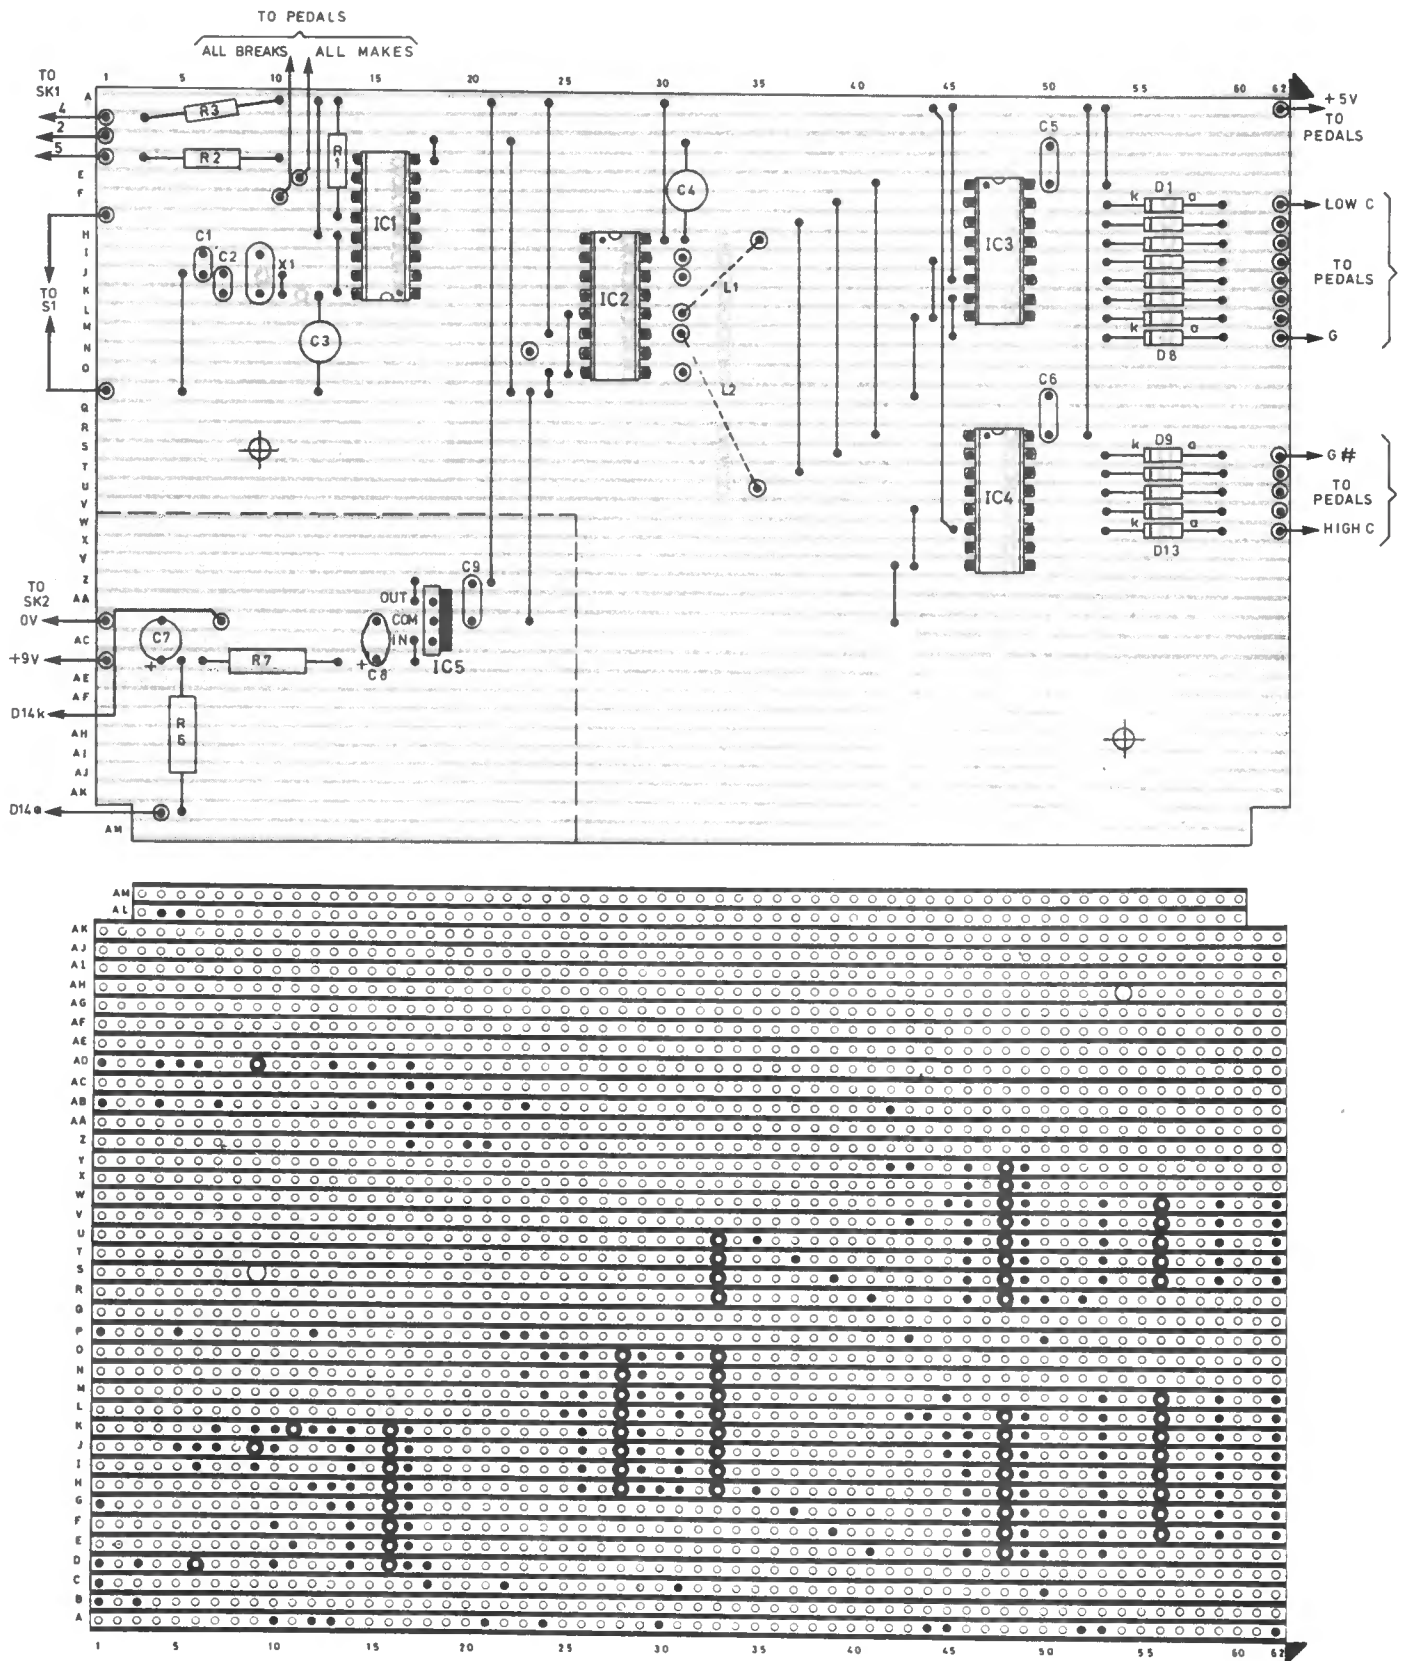 TO PEDALS
ALL BREAKS ALL MAKES
1 5 10 15 20 25 30 35 40 45 50 55 60 62
TO
SK1
4
2
5
A
E
F
H
I
J
K
L
M
N
O
Q
R
S
T
U
V
W
X
Y
Z
AA
AC
AE
AF
AH
AI
AJ
AK
AM
TO
S1
R3
R2
R1
IC1
C1
C2
X1
C3
IC2
C4
L1
L2
IC3
C5
IC4
C6
k D1 a
k a
D8
k D9 a
k a
D13
+5V
TO
PEDALS
LOW C
TO
PEDALS
G
G#
TO
PEDALS
HIGH C
TO
SK2
0V
+9V
D14k
D14a
C7
+
R7
R6
C8
+
OUT
COM
IN
IC5
C9
AM
AL
AK
AJ
AI
AH
AG
AF
AE
AD
AC
AB
AA
Z
Y
X
W
V
U
T
S
R
Q
P
O
N
M
L
K
J
I
H
G
F
E
D
C
B
A
1 5 10 15 20 25 30 35 40 45 50 55 60 62